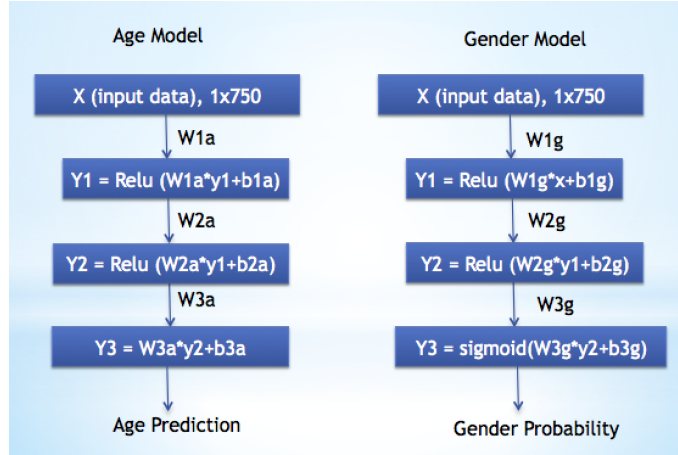 Age Model
X (input data), 1x750
W1a
Y1 = Relu (W1a*y1+b1a)
W2a
Y2 = Relu (W2a*y1+b2a)
W3a
Y3 = W3a*y2+b3a
Age Prediction
Gender Model
X (input data), 1x750
W1g
Y1 = Relu (W1g*x+b1g)
W2g
Y2 = Relu (W2g*y1+b2g)
W3g
Y3 = sigmoid(W3g*y2+b3g)
Gender Probability